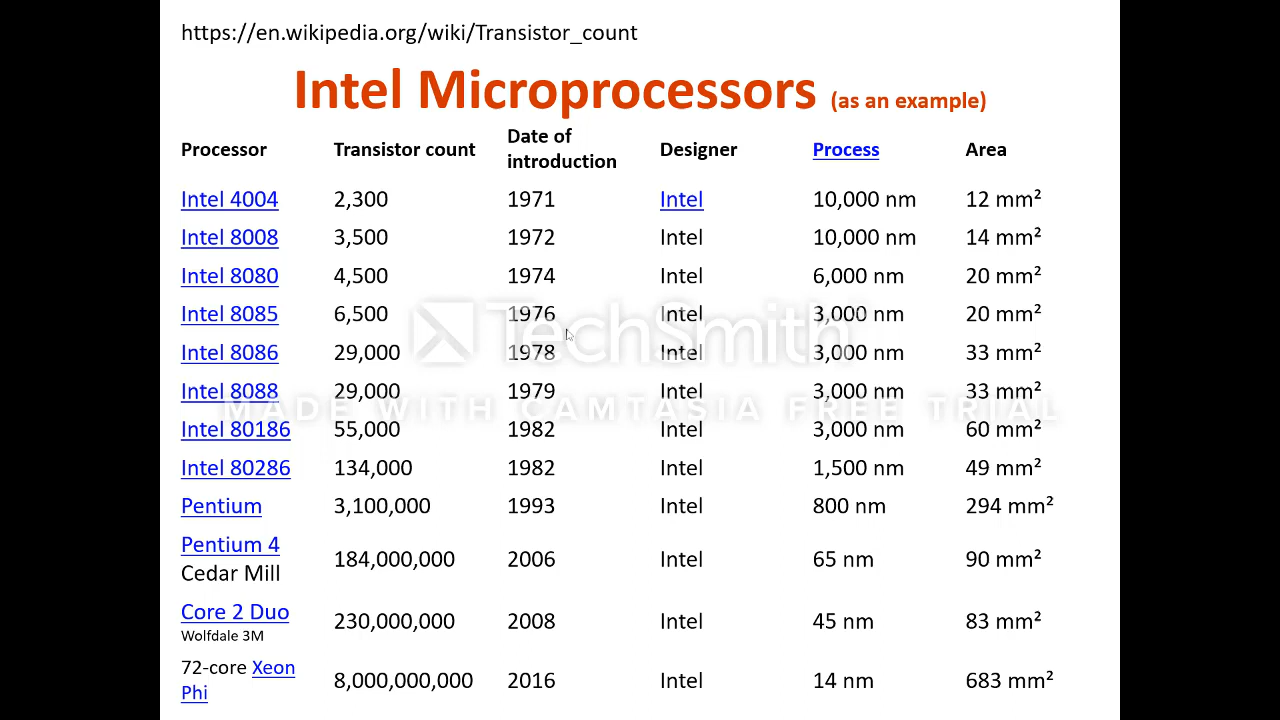 https://en.wikipedia.org/wiki/Transistor_count
Intel Microprocessors (as an example)
Processor Transistor count Date of introduction Designer Process Area
Intel 4004 2,300 1971 Intel 10,000 nm 12 mm²
Intel 8008 3,500 1972 Intel 10,000 nm 14 mm²
Intel 8080 4,500 1974 Intel 6,000 nm 20 mm²
Intel 8085 6,500 1976 Intel 3,000 nm 20 mm²
TechSmith
Intel 8086 29,000 1978 Intel 3,000 nm 33 mm²
Intel 8088 29,000 1979 Intel 3,000 nm 33 mm²
MADE WITH CAMTASIA FREE TRIAL
Intel 80186 55,000 1982 Intel 3,000 nm 60 mm²
Intel 80286 134,000 1982 Intel 1,500 nm 49 mm²
Pentium 3,100,000 1993 Intel 800 nm 294 mm²
Pentium 4 Cedar Mill 184,000,000 2006 Intel 65 nm 90 mm²
Core 2 Duo Wolfdale 3M 230,000,000 2008 Intel 45 nm 83 mm²
72-core Xeon Phi 8,000,000,000 2016 Intel 14 nm 683 mm²